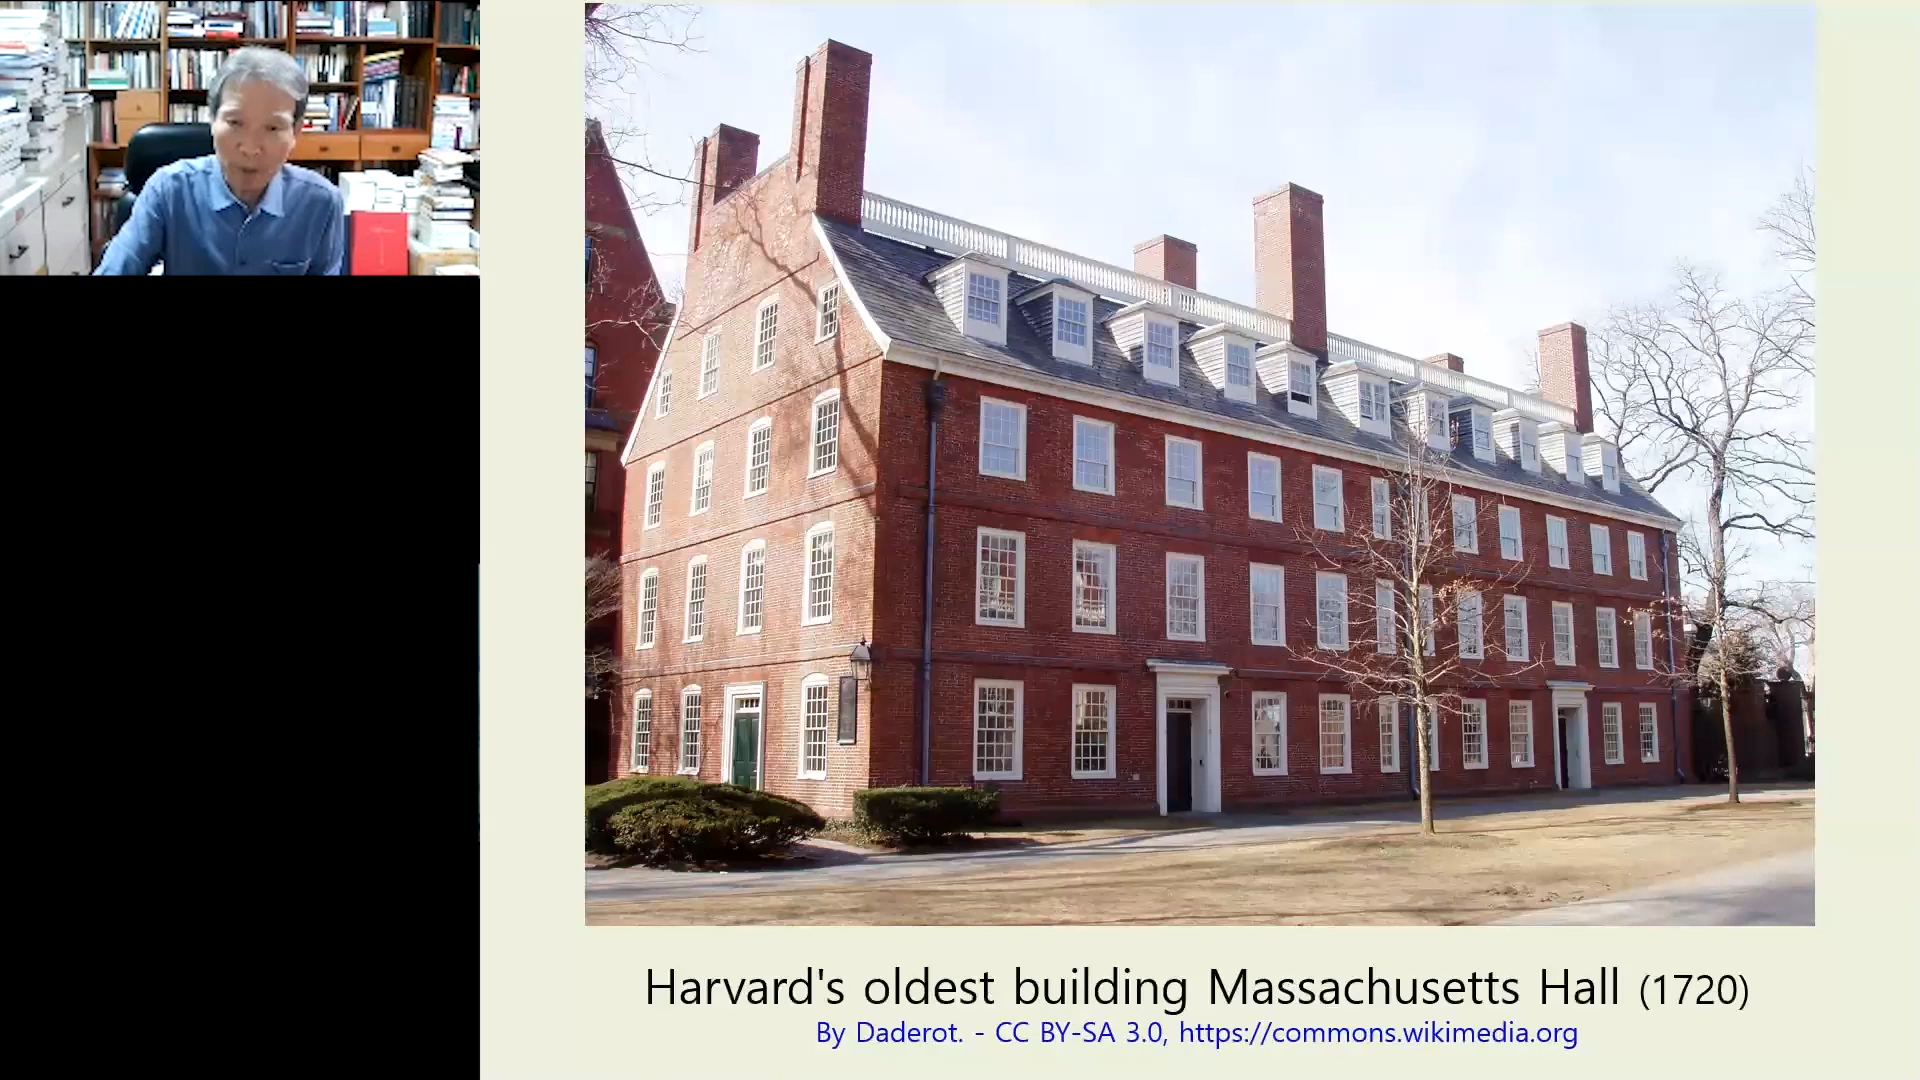 Harvard's oldest building Massachusetts Hall (1720)
By Daderot. - CC BY-SA 3.0, https://commons.wikimedia.org